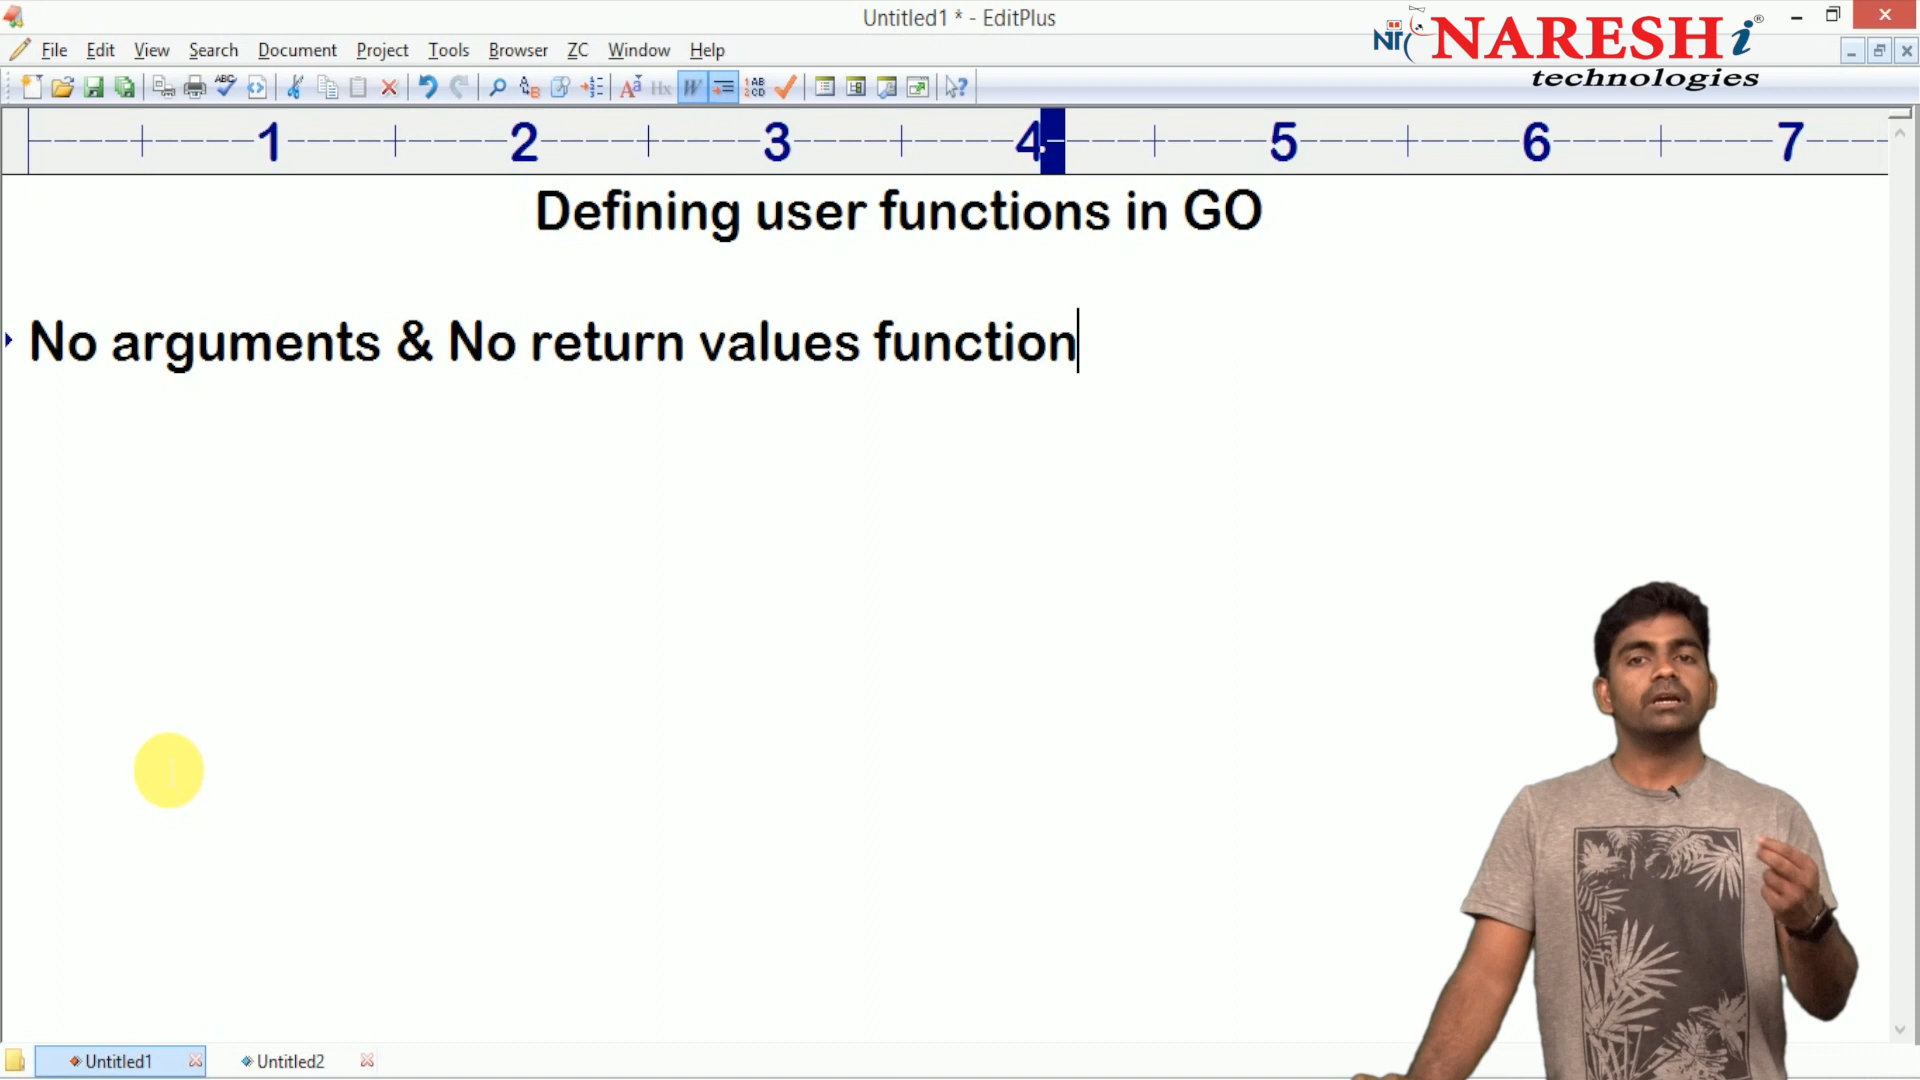 Untitled1 * - EditPlus
NARESH i ®
NT
technologies
File Edit View Search Document Project Tools Browser ZC Window Help
1 2 3 4 5 6 7
Defining user functions in GO
No arguments & No return values function
Untitled1 Untitled2